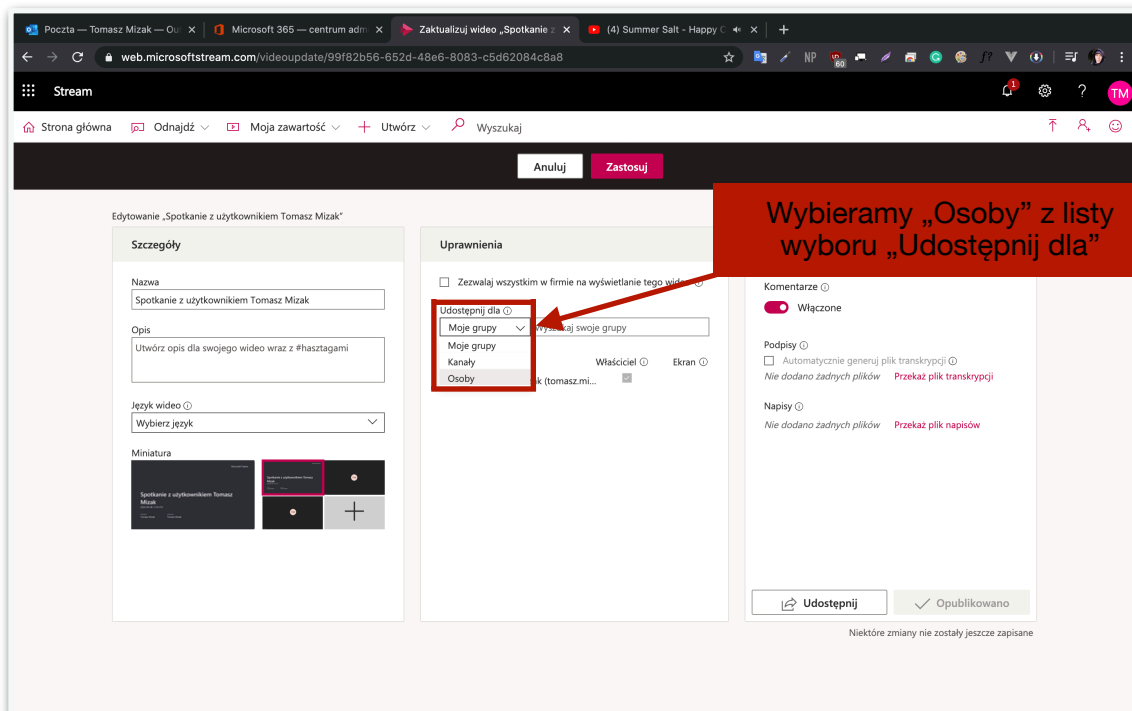 Poczta — Tomasz Mizak — Out
Microsoft 365 — centrum adm
Zaktualizuj wideo „Spotkanie z
(4) Summer Salt - Happy C
web.microsoftstream.com/videoupdate/99f82b56-652d-48e6-8083-c5d62084c8a8
NP
60
f?
Stream
1
?
TM
Strona główna
Odnajdź
Moja zawartość
Utwórz
Wyszukaj
Anuluj
Zastosuj
Wybieramy „Osoby” z listy
wyboru „Udostępnij dla”
Edytowanie „Spotkanie z użytkownikiem Tomasz Mizak”
Szczegóły
Nazwa
Spotkanie z użytkownikiem Tomasz Mizak
Opis
Utwórz opis dla swojego wideo wraz z #hasztagami
Język wideo
Wybierz język
Miniatura
Spotkanie z użytkownikiem Tomasz
Mizak
Uprawnienia
Zezwalaj wszystkim w firmie na wyświetlanie tego wideo
Udostępnij dla
Moje grupy
Wyszukaj swoje grupy
Moje grupy
Kanały
Osoby
Właściciel
Ekran
ak (tomasz.mi...
Komentarze
Włączone
Podpisy
Automatycznie generuj plik transkrypcji
Nie dodano żadnych plików Przekaż plik transkrypcji
Napisy
Nie dodano żadnych plików Przekaż plik napisów
Udostępnij
Opublikowano
Niektóre zmiany nie zostały jeszcze zapisane